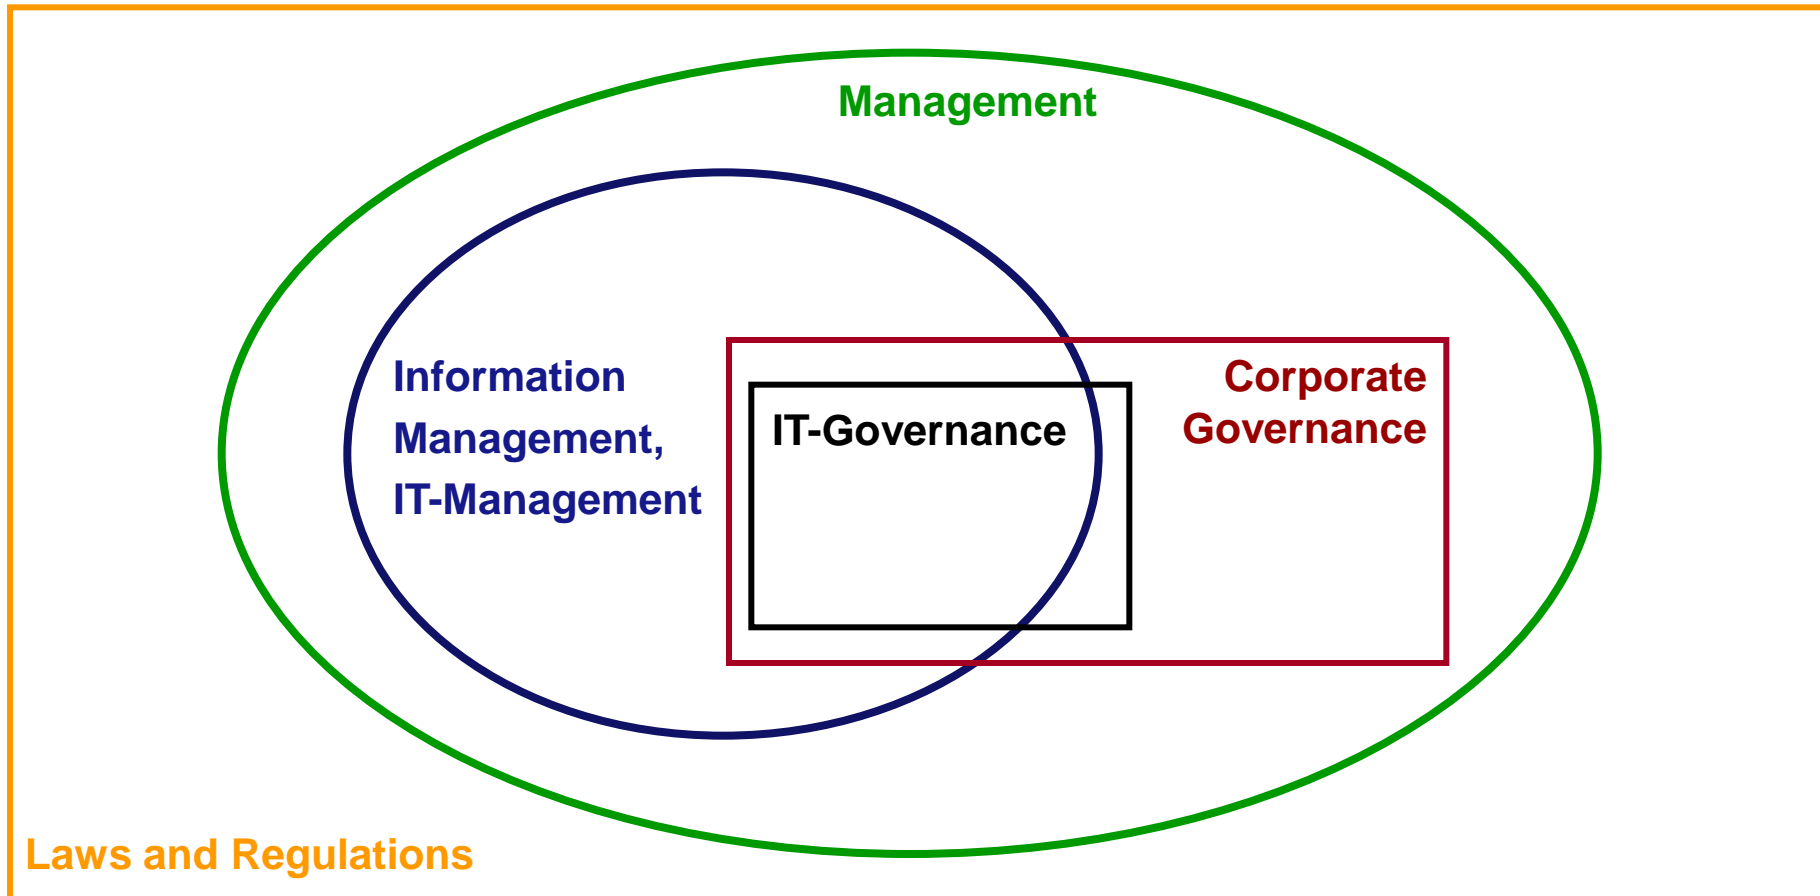 Management
Information
Management,
IT-Management
IT-Governance
Corporate
Governance
Laws and Regulations